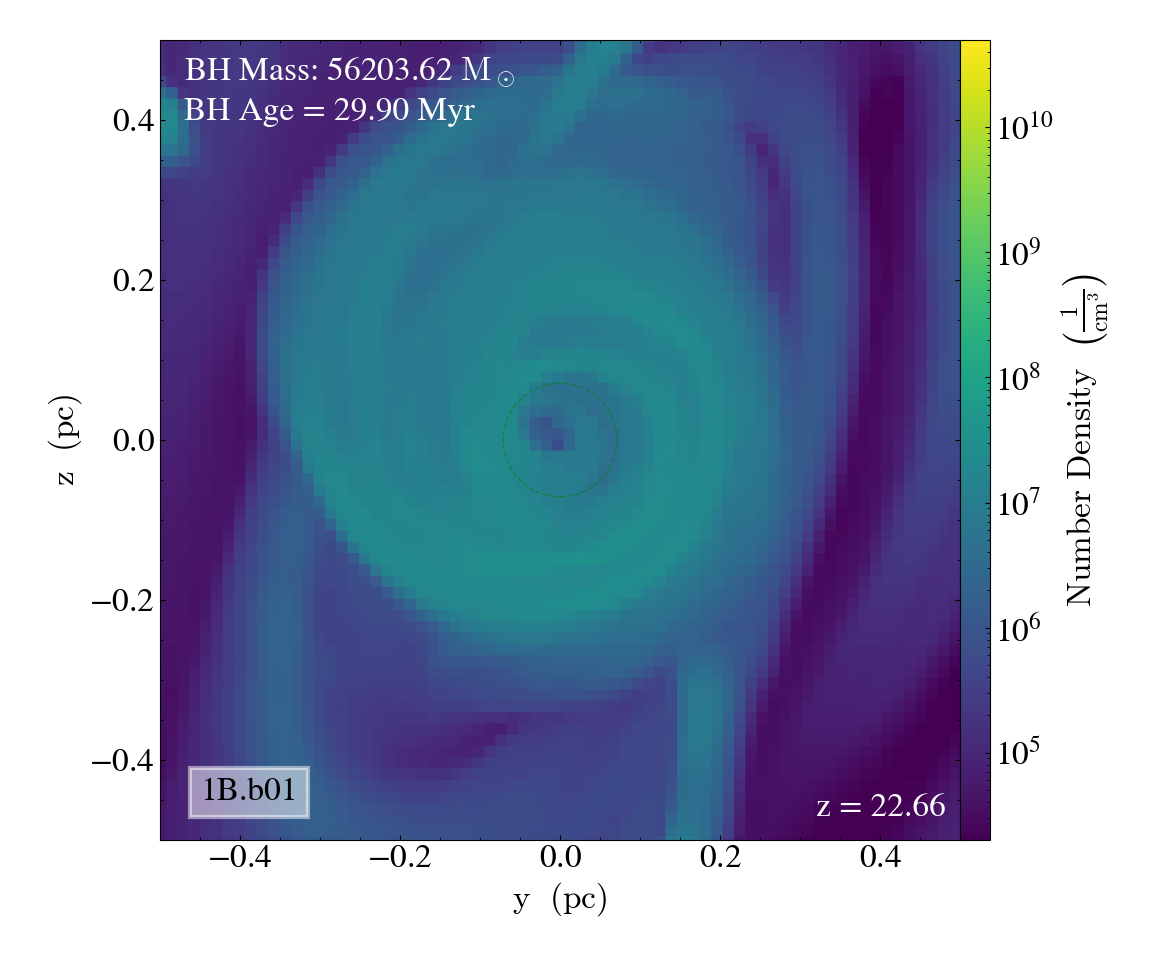 BH Mass: 56203.62 M⊙
BH Age = 29.90 Myr
0.4
0.2
0.0
−0.2
−0.4
z (pc)
1B.b01
z = 22.66
−0.4 −0.2 0.0 0.2 0.4
y (pc)
10¹⁰
10⁹
10⁸
10⁷
10⁶
10⁵
Number Density (1/cm³)